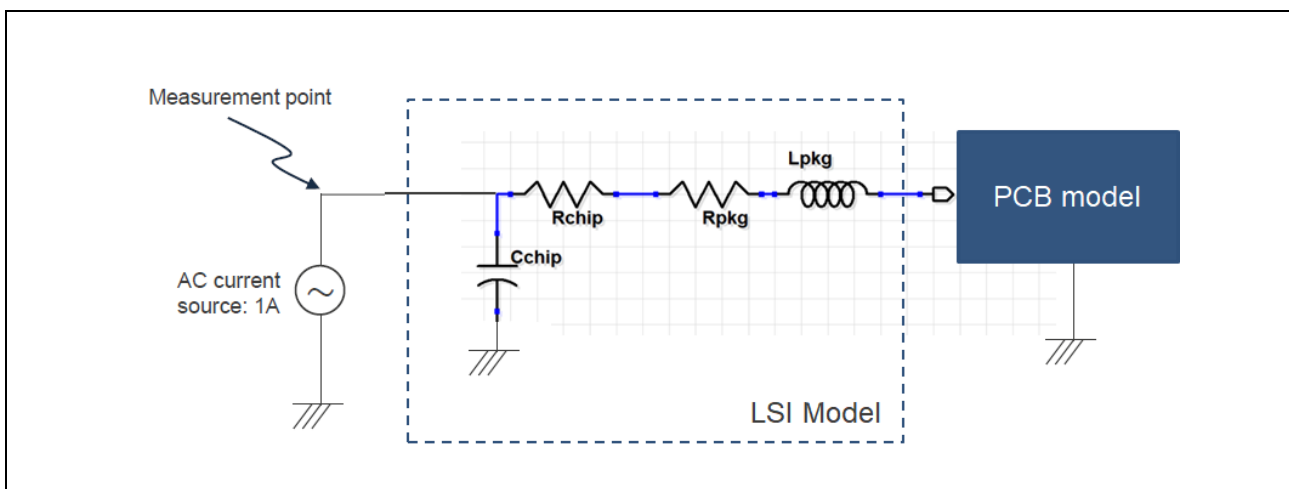 Measurement point
Lpkg
PCB model
Rchip
Rpkg
Cchip
AC current
source: 1A
LSI Model